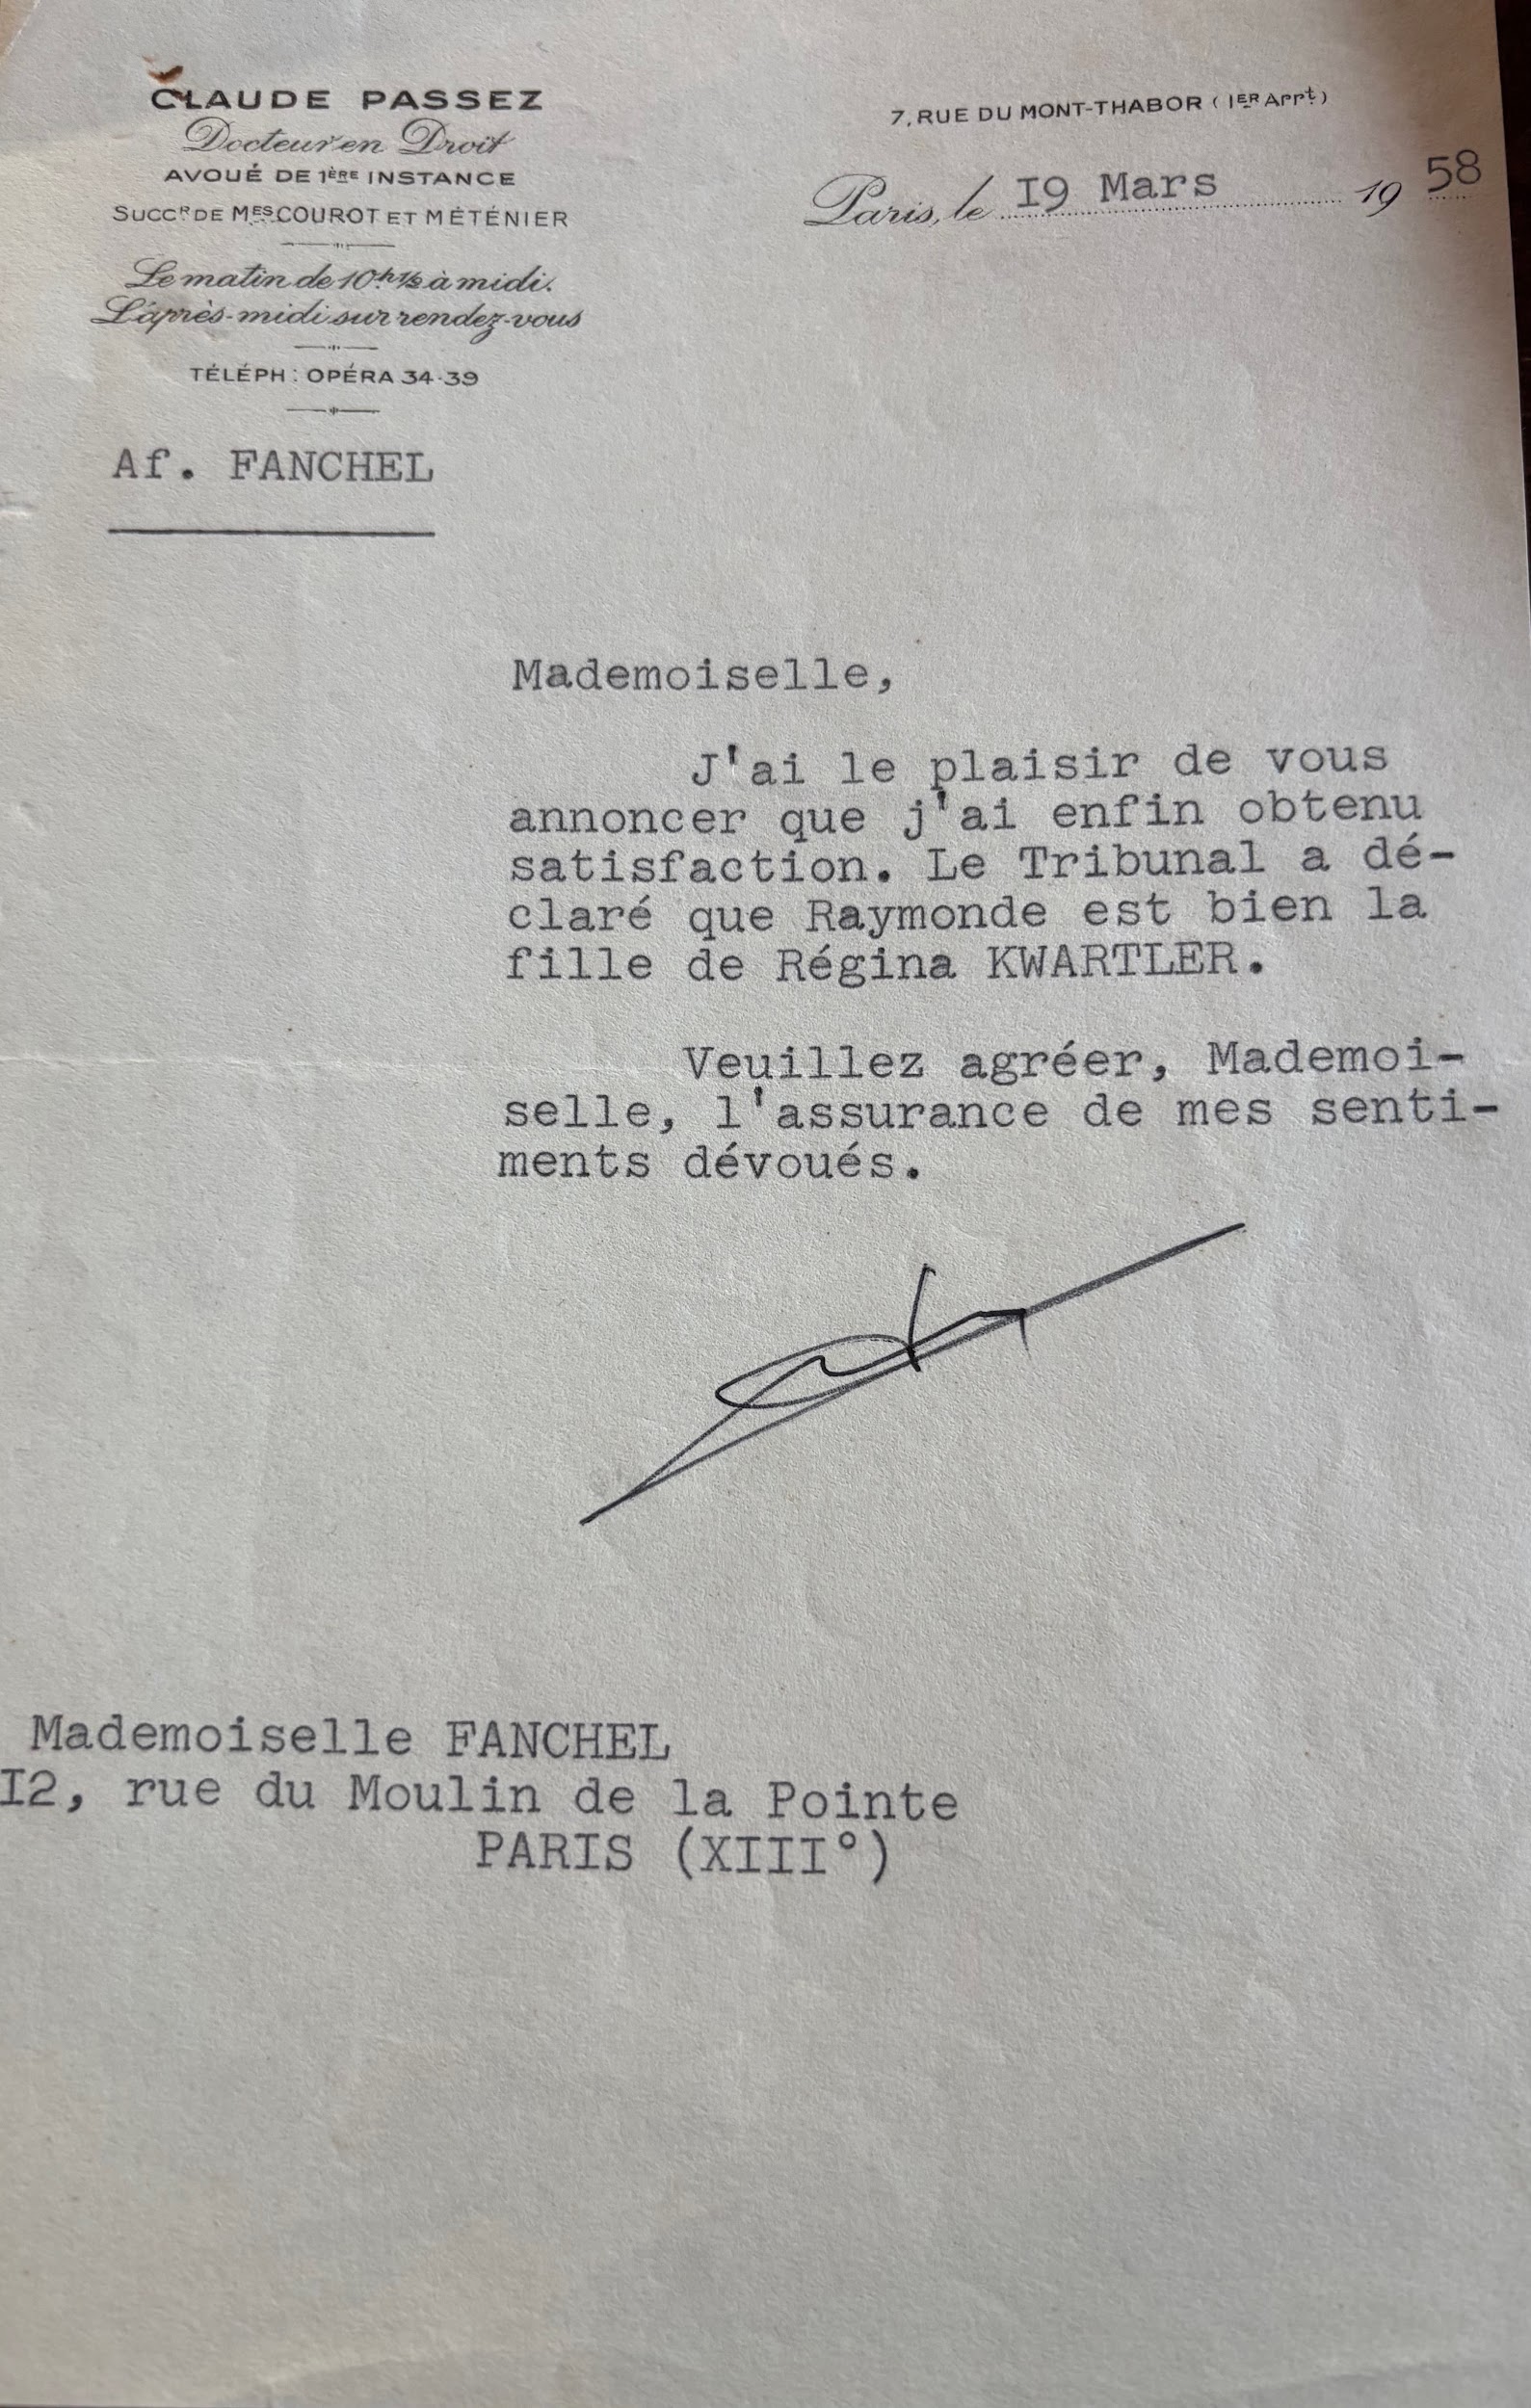 CLAUDE PASSEZ
Docteur en Droit
AVOUÉ DE 1ÈRE INSTANCE
SUCCR DE MES COUROT ET MÉTÉNIER
Le matin de 10h½ à midi.
L'après-midi sur rendez-vous
TÉLÉPH : OPÉRA 34-39
7, RUE DU MONT-THABOR (1ER APPt)
Paris, le 19 Mars 1958
Af. FANCHEL
Mademoiselle,
J'ai le plaisir de vous
annoncer que j'ai enfin obtenu
satisfaction. Le Tribunal a dé-
claré que Raymonde est bien la
fille de Régina KWARTLER.
Veuillez agréer, Mademoi-
selle, l'assurance de mes senti-
ments dévoués.
Mademoiselle FANCHEL
I2, rue du Moulin de la Pointe
PARIS (XIII°)